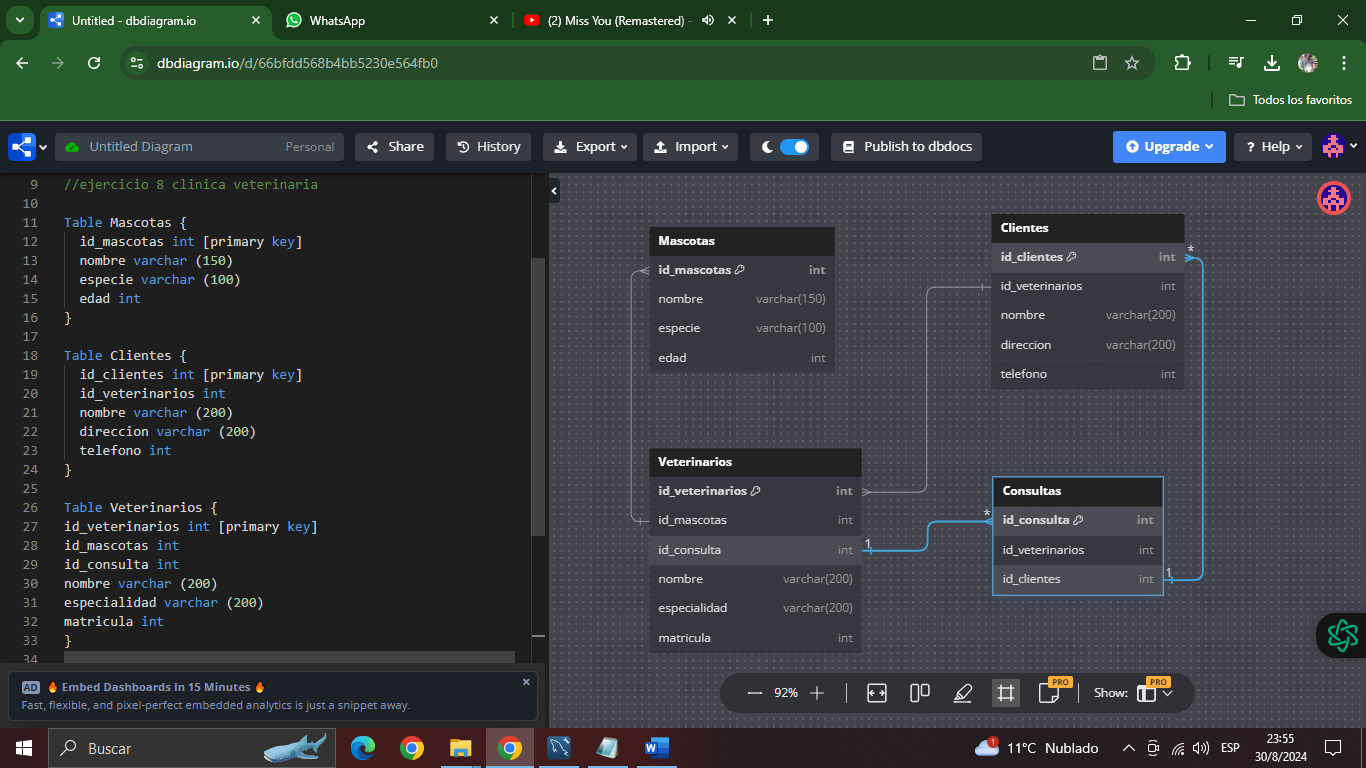 Untitled - dbdiagram.io
WhatsApp
(2) Miss You (Remastered) -
dbdiagram.io/d/66bfdd568b4bb5230e564fb0
Todos los favoritos
Untitled Diagram Personal
Share
History
Export
Import
Publish to dbdocs
Upgrade
? Help
9 //ejercicio 8 clinica veterinaria
10
11 Table Mascotas {
12 id_mascotas int [primary key]
13 nombre varchar (150)
14 especie varchar (100)
15 edad int
16 }
17
18 Table Clientes {
19 id_clientes int [primary key]
20 id_veterinarios int
21 nombre varchar (200)
22 direccion varchar (200)
23 telefono int
24 }
25
26 Table Veterinarios {
27 id_veterinarios int [primary key]
28 id_mascotas int
29 id_consulta int
30 nombre varchar (200)
31 especialidad varchar (200)
32 matricula int
33 }
34
AD 🔥 Embed Dashboards In 15 Minutes 🔥
Fast, flexible, and pixel-perfect embedded analytics is just a snippet away.
Mascotas
id_mascotas int
nombre varchar(150)
especie varchar(100)
edad int
Clientes
*
id_clientes int
id_veterinarios int
nombre varchar(200)
direccion varchar(200)
telefono int
Veterinarios
id_veterinarios int
id_mascotas int
id_consulta int
1
nombre varchar(200)
especialidad varchar(200)
matricula int
Consultas
*
id_consulta int
id_veterinarios int
id_clientes int
1
92%
PRO
Show:
PRO
Buscar
1
11°C Nublado
ESP
23:55
30/8/2024